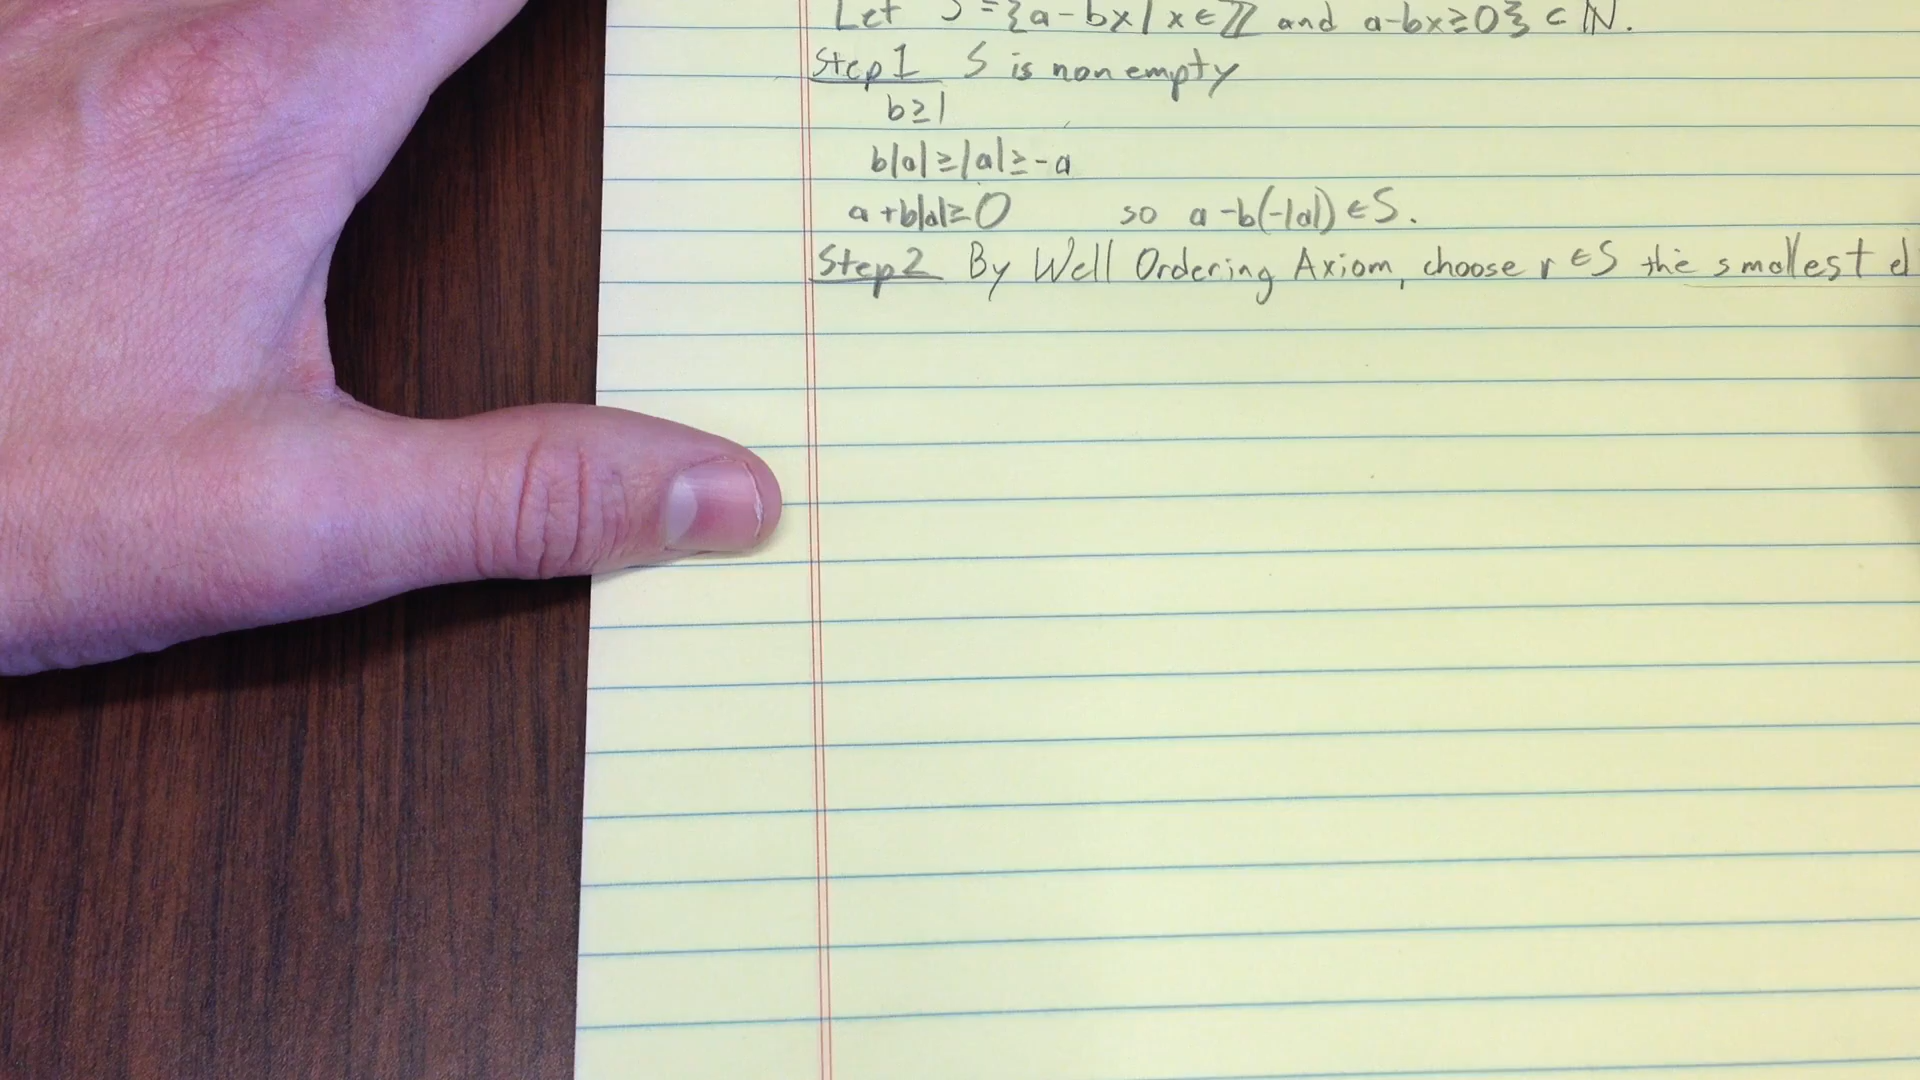 Let S = {a-bx | x ∈ ℤ and a-bx ≥ 0} ⊂ ℕ.
Step 1 S is nonempty
b ≥ 1
b|a| ≥ |a| ≥ -a
a + b|a| ≥ 0 so a - b(-|a|) ∈ S.
Step 2 By Well Ordering Axiom, choose r ∈ S the smallest